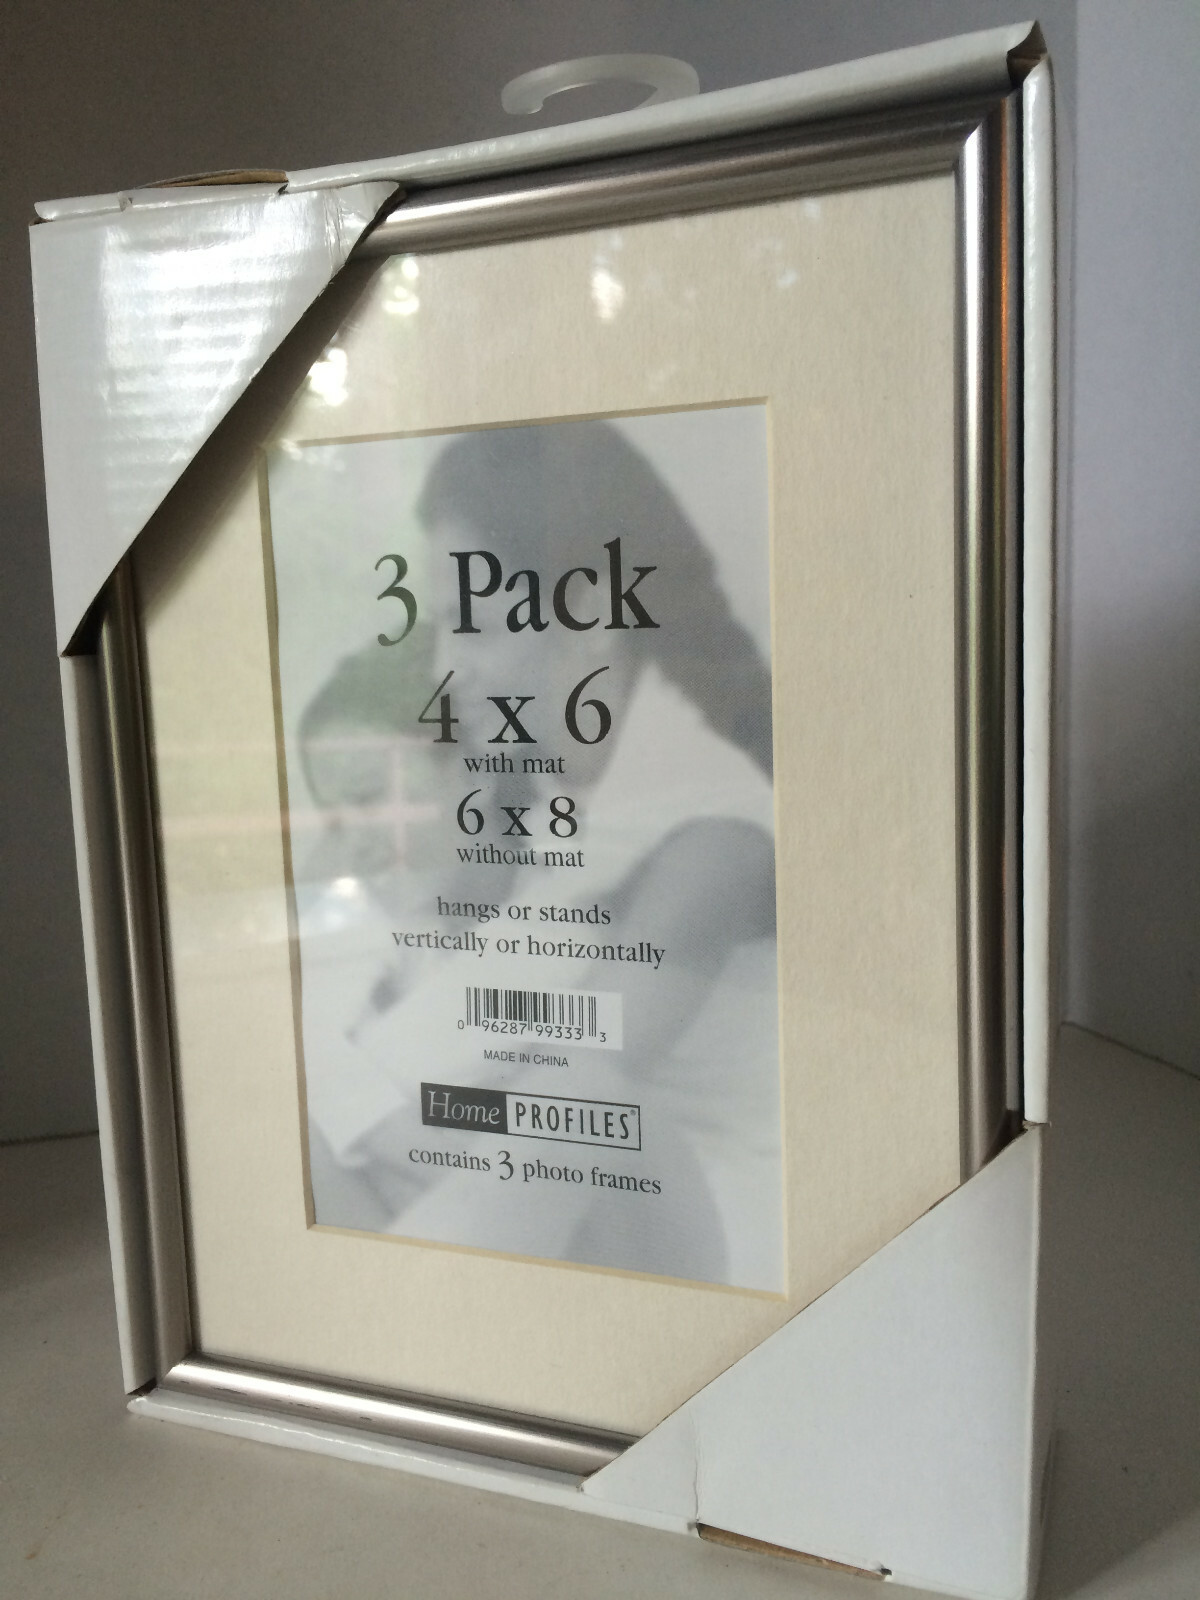 3 Pack
4 x 6
with mat
6 x 8
without mat
hangs or stands
vertically or horizontally
0 96287 99333 3
MADE IN CHINA
Home PROFILES®
contains 3 photo frames